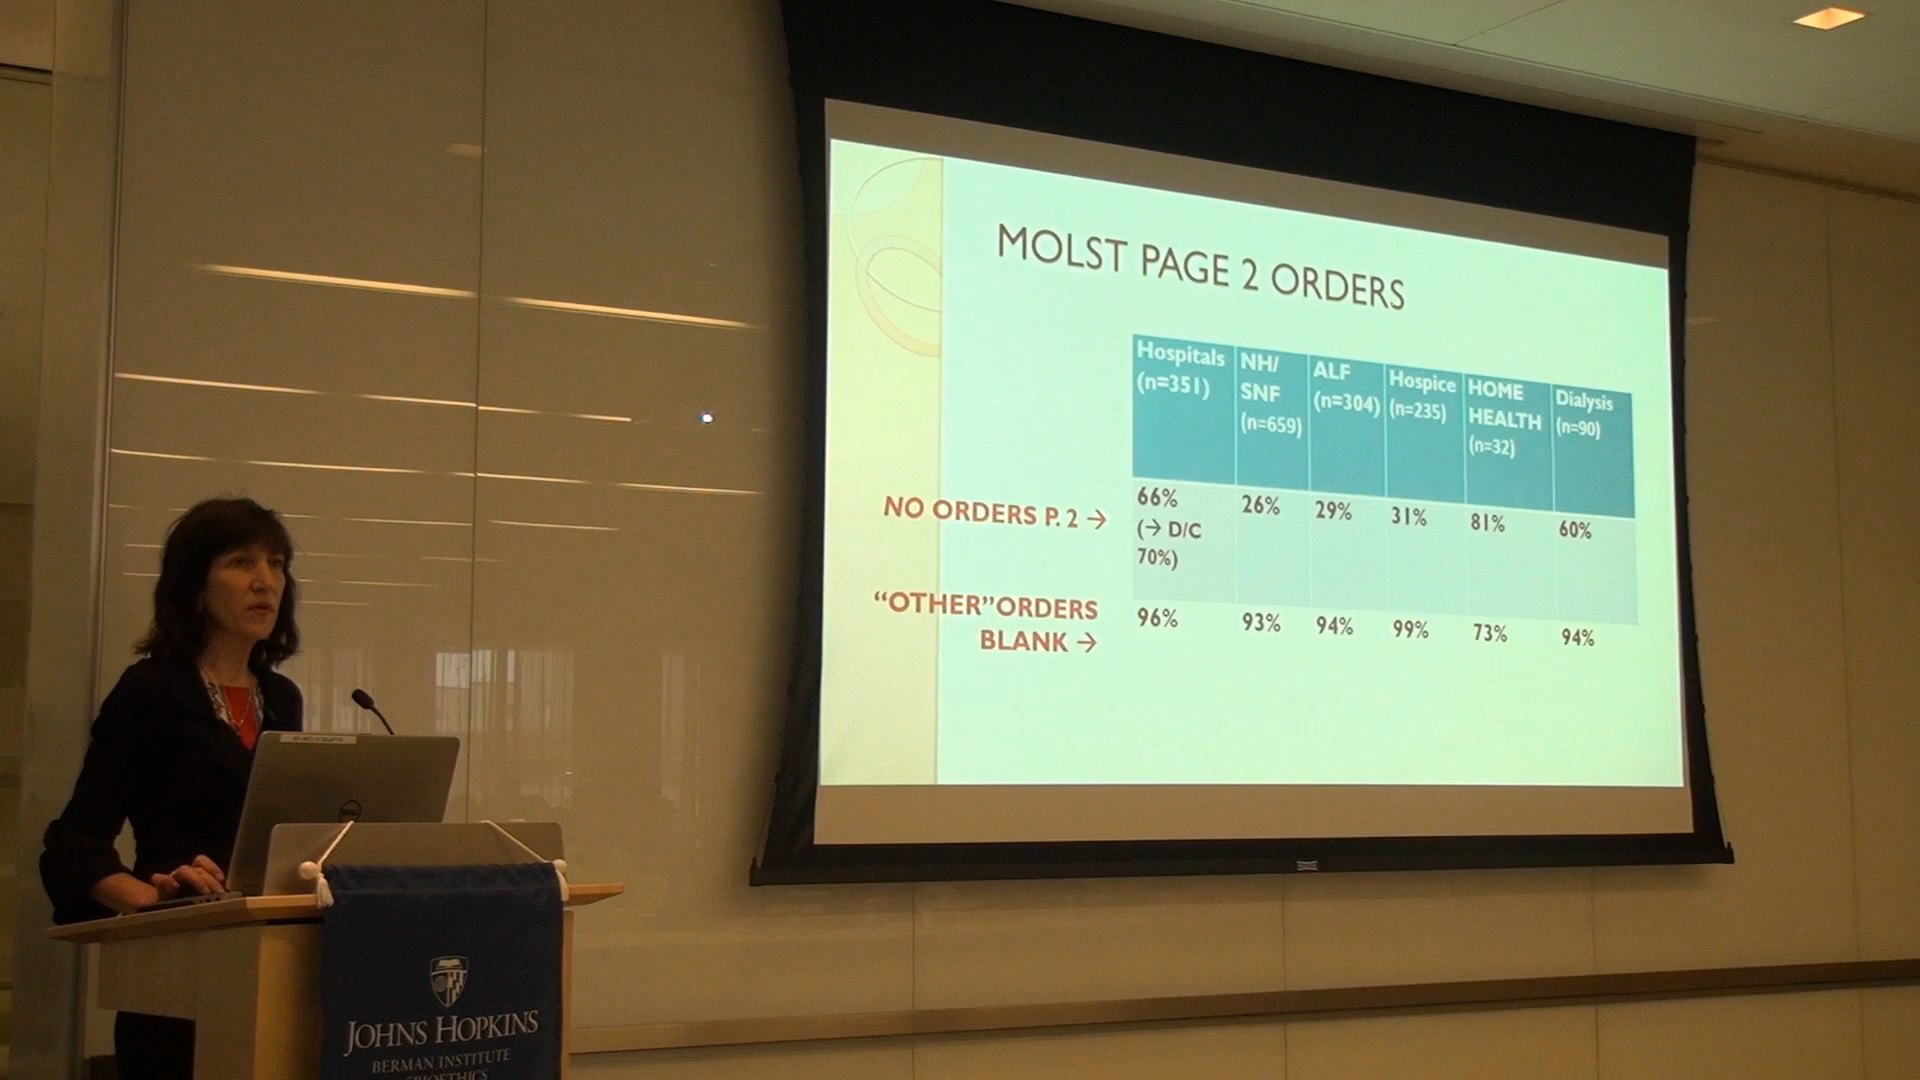 MOLST PAGE 2 ORDERS
Hospitals
(n=351)
NH/
SNF
(n=659)
ALF
(n=304)
Hospice
(n=235)
HOME
HEALTH
(n=32)
Dialysis
(n=90)
NO ORDERS P. 2 →
66%
(→ D/C
70%)
26%
29%
31%
81%
60%
“OTHER”ORDERS
BLANK →
96%
93%
94%
99%
73%
94%
DELL
JOHNS HOPKINS
BERMAN INSTITUTE
BIOETHICS